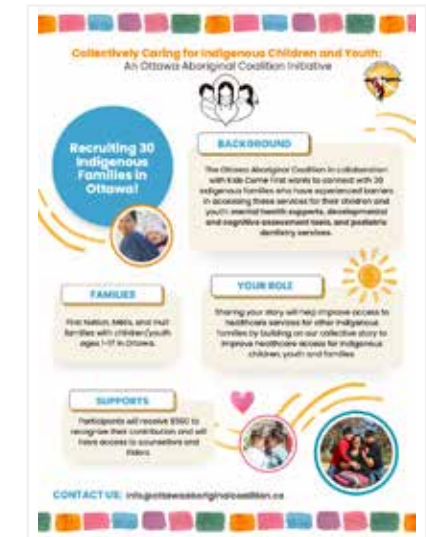 Collectively Caring for Indigenous Children and Youth:
An Ottawa Aboriginal Coalition Initiative
Recruiting 30
Indigenous
Families in
Ottawa!
BACKGROUND
The Ottawa Aboriginal Coalition in collaboration
with Kids Come First wants to connect with 30
Indigenous families who have experienced barriers
in accessing these services for their children and
youth: mental health supports, developmental
and cognitive assessment tools, and pediatric
dentistry services.
FAMILIES
First Nation, Métis, and Inuit
families with children/youth
ages 1-17 in Ottawa.
YOUR ROLE
Sharing your story will help improve access to
healthcare services for other Indigenous
families by building on our collective story to
improve healthcare access for Indigenous
children, youth and families
SUPPORTS
Participants will receive to
recognize their contribution and will
have access to counsellors and
Elders.
CONTACT US: info@ottawaaboriginalcoalition.ca